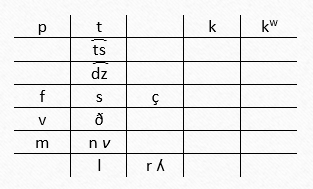 p t k kʷ
t͡s
d͡z
f s ç
v ð
m n v
l r ʎ